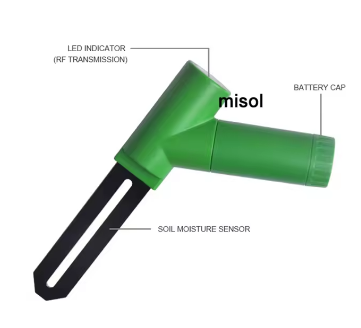 LED INDICATOR
(RF TRANSMISSION)
misol
BATTERY CAP
SOIL MOISTURE SENSOR